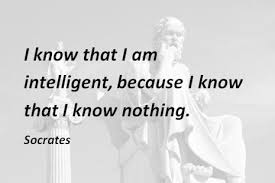 I know that I am
intelligent, because I know
that I know nothing.
Socrates